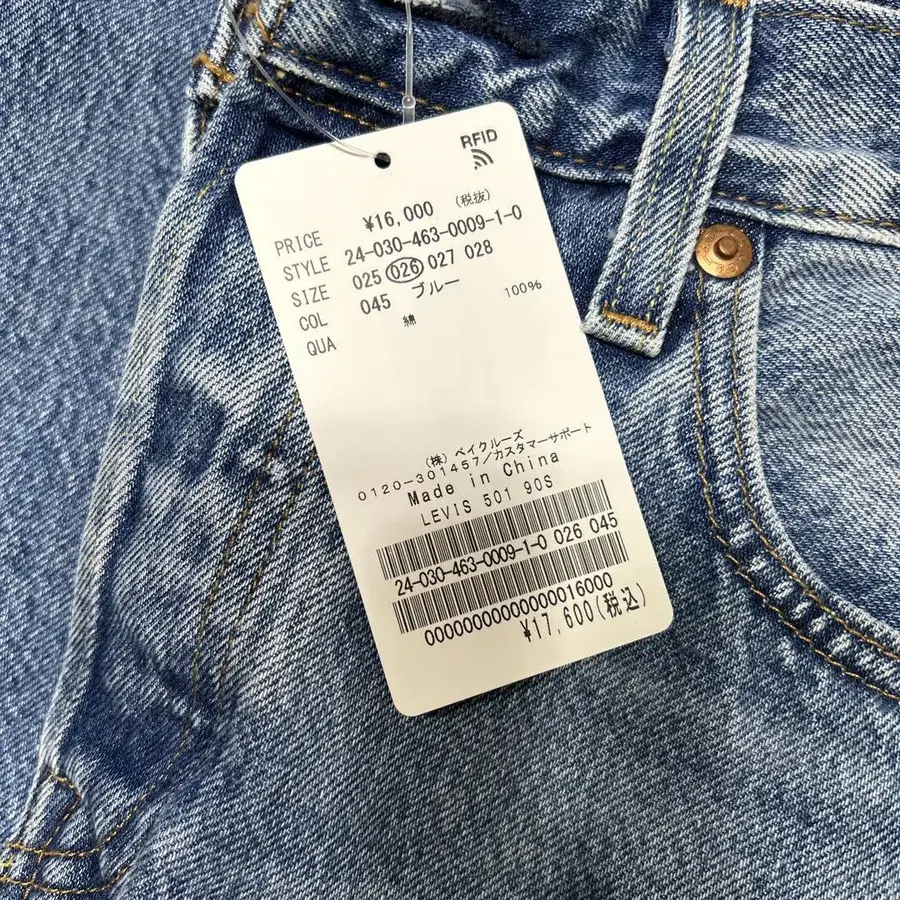 RFID
PRICE ¥16,000 (税抜)
STYLE 24-030-463-0009-1-0
SIZE 025 026 027 028
COL 045 ブルー
QUA 綿 100%
(株) ベイクルーズ
0120-301457/カスタマーサポート
Made in China
LEVIS 501 90S
24-030-463-0009-1-0 026 045
00000000000000016000
¥17,600(税込)